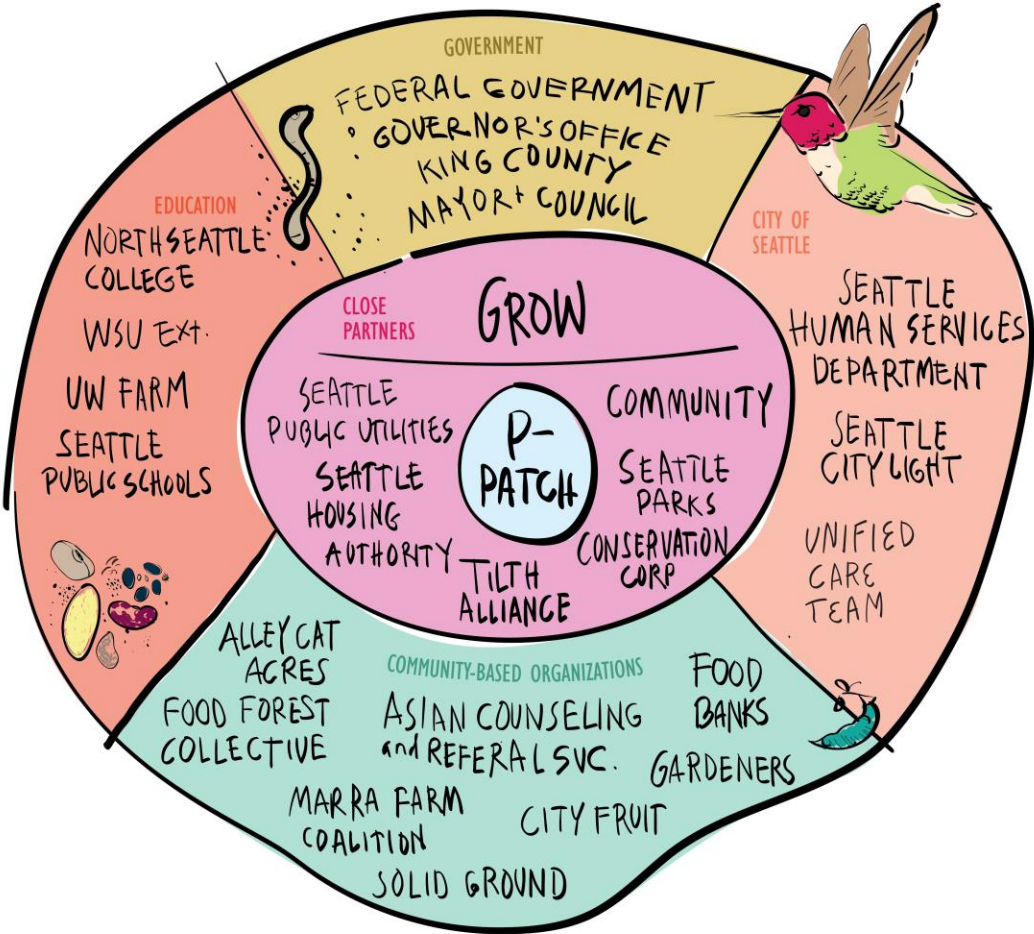 GOVERNMENT
FEDERAL GOVERNMENT
GOVERNOR'S OFFICE
KING COUNTY
MAYOR + COUNCIL
EDUCATION
NORTH SEATTLE
COLLEGE
WSU Ext.
UW FARM
SEATTLE
PUBLIC SCHOOLS
CITY OF
SEATTLE
SEATTLE
HUMAN SERVICES
DEPARTMENT
SEATTLE
CITY LIGHT
UNIFIED
CARE
TEAM
CLOSE
PARTNERS
GROW
SEATTLE
PUBLIC UTILITIES
SEATTLE
HOUSING
AUTHORITY
P-
PATCH
COMMUNITY
SEATTLE
PARKS
CONSERVATION
CORP
TILTH
ALLIANCE
COMMUNITY-BASED ORGANIZATIONS
ALLEY CAT
ACRES
FOOD FOREST
COLLECTIVE
ASIAN COUNSELING
and REFERAL SVC.
FOOD
BANKS
GARDENERS
MARRA FARM
COALITION
CITY FRUIT
SOLID GROUND